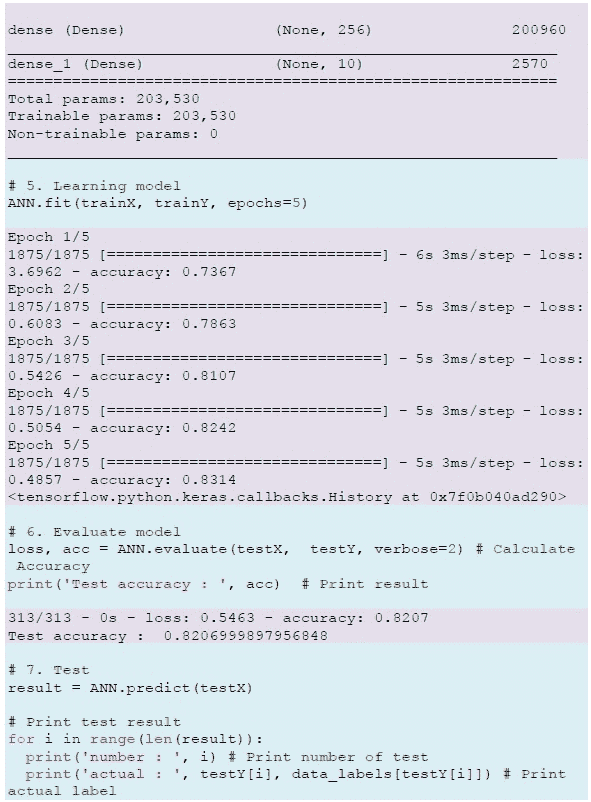 dense (Dense) (None, 256) 200960
dense_1 (Dense) (None, 10) 2570
=================================================================
Total params: 203,530
Trainable params: 203,530
Non-trainable params: 0
# 5. Learning model
ANN.fit(trainX, trainY, epochs=5)
Epoch 1/5
1875/1875 [==============================] - 6s 3ms/step - loss:
3.6962 - accuracy: 0.7367
Epoch 2/5
1875/1875 [==============================] - 5s 3ms/step - loss:
0.6083 - accuracy: 0.7863
Epoch 3/5
1875/1875 [==============================] - 5s 3ms/step - loss:
0.5426 - accuracy: 0.8107
Epoch 4/5
1875/1875 [==============================] - 5s 3ms/step - loss:
0.5054 - accuracy: 0.8242
Epoch 5/5
1875/1875 [==============================] - 5s 3ms/step - loss:
0.4857 - accuracy: 0.8314
<tensorflow.python.keras.callbacks.History at 0x7f0b040ad290>
# 6. Evaluate model
loss, acc = ANN.evaluate(testX, testY, verbose=2) # Calculate
Accuracy
print('Test accuracy : ', acc) # Print result
313/313 - 0s - loss: 0.5463 - accuracy: 0.8207
Test accuracy : 0.8206999897956848
# 7. Test
result = ANN.predict(testX)
# Print test result
for i in range(len(result)):
print('number : ', i) # Print number of test
print('actual : ', testY[i], data_labels[testY[i]]) # Print
actual label